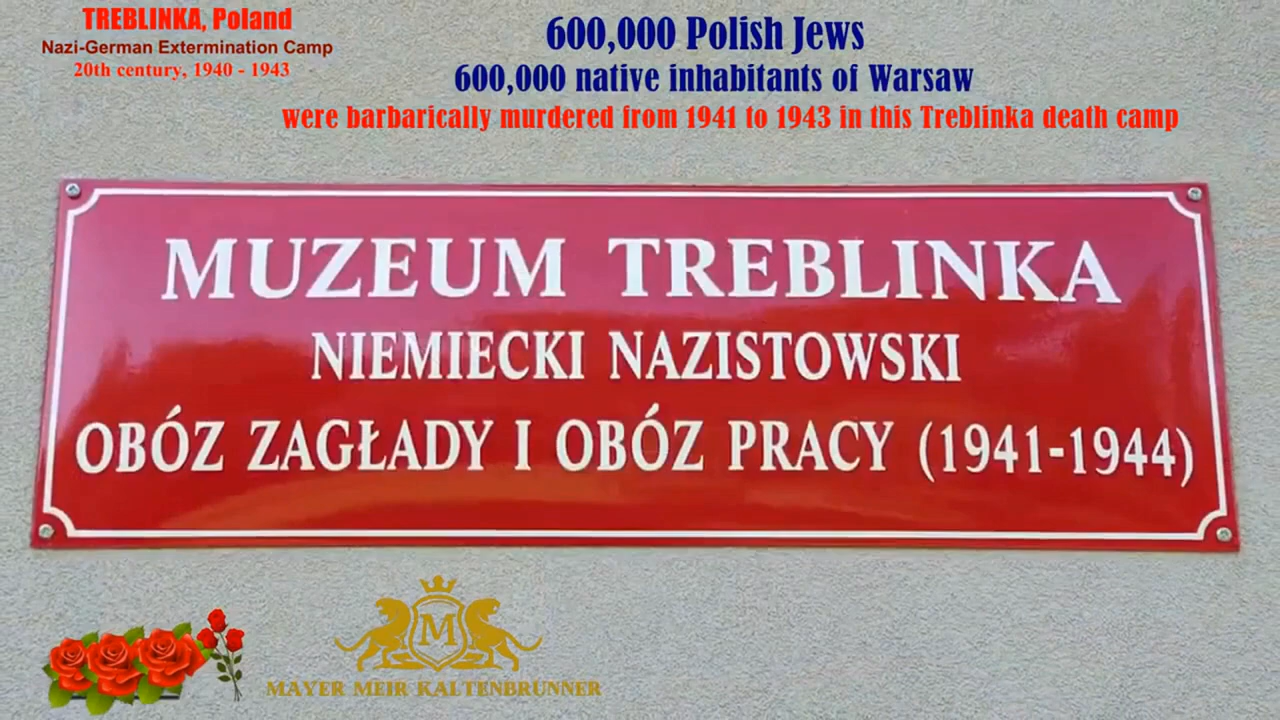 TREBLINKA, Poland
Nazi-German Extermination Camp
20th century, 1940 - 1943
600,000 Polish Jews
600,000 native inhabitants of Warsaw
were barbarically murdered from 1941 to 1943 in this Treblinka death camp
MUZEUM TREBLINKA
NIEMIECKI NAZISTOWSKI
OBÓZ ZAGŁADY I OBÓZ PRACY (1941-1944)
M
MAYER MEIR KALTENBRUNNER